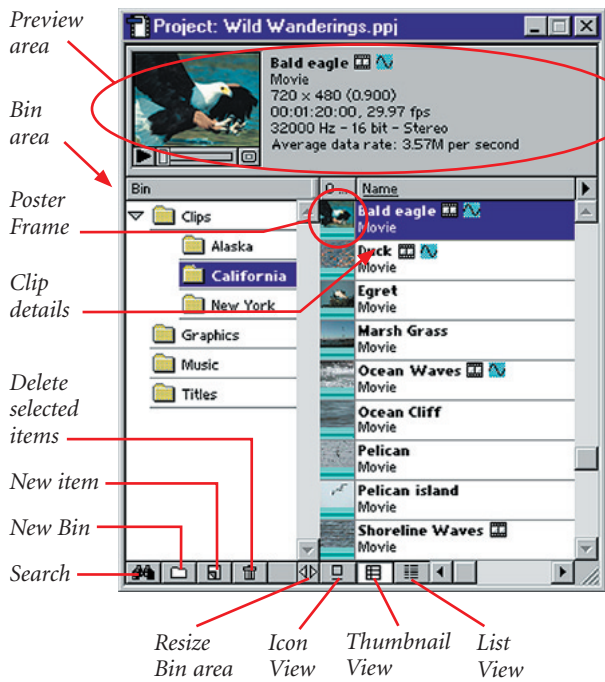 Preview
area
Bin
area
Poster
Frame
Clip
details
Delete
selected
items
New item
New Bin
Search
Project: Wild Wanderings.ppj
Bald eagle
Movie
720 x 480 (0.900)
00:01:20:00, 29.97 fps
32000 Hz - 16 bit - Stereo
Average data rate: 3.57M per second
Bin
Clips
Alaska
California
New York
Graphics
Music
Titles
Name
Bald eagle
Movie
Duck
Movie
Egret
Movie
Marsh Grass
Movie
Ocean Waves
Movie
Ocean Cliff
Movie
Pelican
Movie
Pelican island
Movie
Shoreline Waves
Movie
Resize
Bin area
Icon
View
Thumbnail
View
List
View